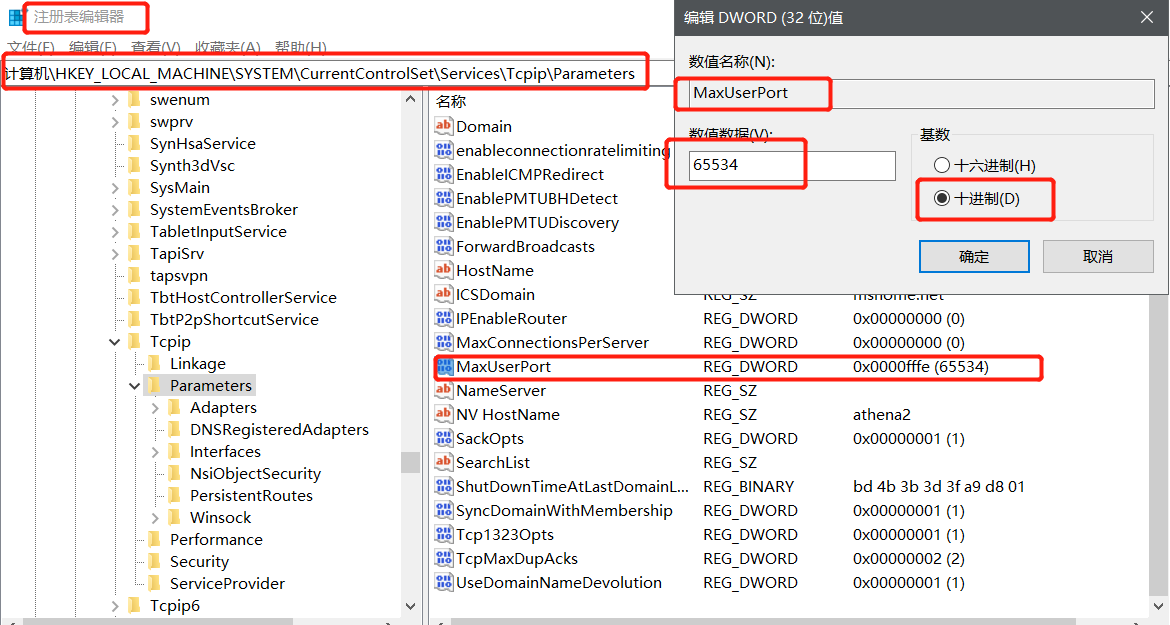 注册表编辑器
文件(F) 编辑(E) 查看(V) 收藏夹(A) 帮助(H)
计算机\HKEY_LOCAL_MACHINE\SYSTEM\CurrentControlSet\Services\Tcpip\Parameters
swenum
swprv
SynHsaService
Synth3dVsc
SysMain
SystemEventsBroker
TabletInputService
TapiSrv
tapsvpn
TbtHostControllerService
TbtP2pShortcutService
Tcpip
Linkage
Parameters
Adapters
DNSRegisteredAdapters
Interfaces
NsiObjectSecurity
PersistentRoutes
Winsock
Performance
Security
ServiceProvider
Tcpip6
名称
Domain
enableconnectionratelimiting
EnableICMPRedirect
EnablePMTUBHDetect
EnablePMTUDiscovery
ForwardBroadcasts
HostName
ICSDomain REG_SZ mshome.net
IPEnableRouter REG_DWORD 0x00000000 (0)
MaxConnectionsPerServer REG_DWORD 0x00000000 (0)
MaxUserPort REG_DWORD 0x0000fffe (65534)
NameServer REG_SZ
NV HostName REG_SZ athena2
SackOpts REG_DWORD 0x00000001 (1)
SearchList REG_SZ
ShutDownTimeAtLastDomainL... REG_BINARY bd 4b 3b 3d 3f a9 d8 01
SyncDomainWithMembership REG_DWORD 0x00000001 (1)
Tcp1323Opts REG_DWORD 0x00000001 (1)
TcpMaxDupAcks REG_DWORD 0x00000002 (2)
UseDomainNameDevolution REG_DWORD 0x00000001 (1)
编辑 DWORD (32 位)值
数值名称(N):
MaxUserPort
数值数据(V):
65534
基数
十六进制(H)
十进制(D)
确定 取消